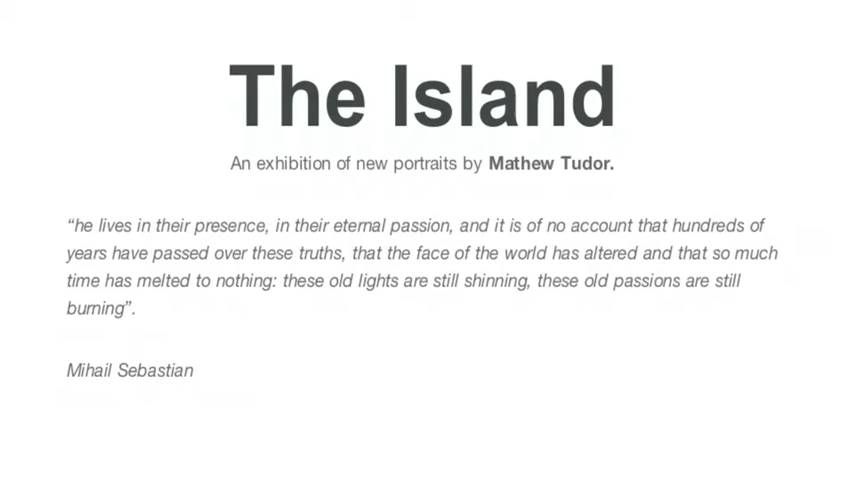 The Island
An exhibition of new portraits by Mathew Tudor.
“he lives in their presence, in their eternal passion, and it is of no account that hundreds of
years have passed over these truths, that the face of the world has altered and that so much
time has melted to nothing: these old lights are still shinning, these old passions are still
burning”.
Mihail Sebastian